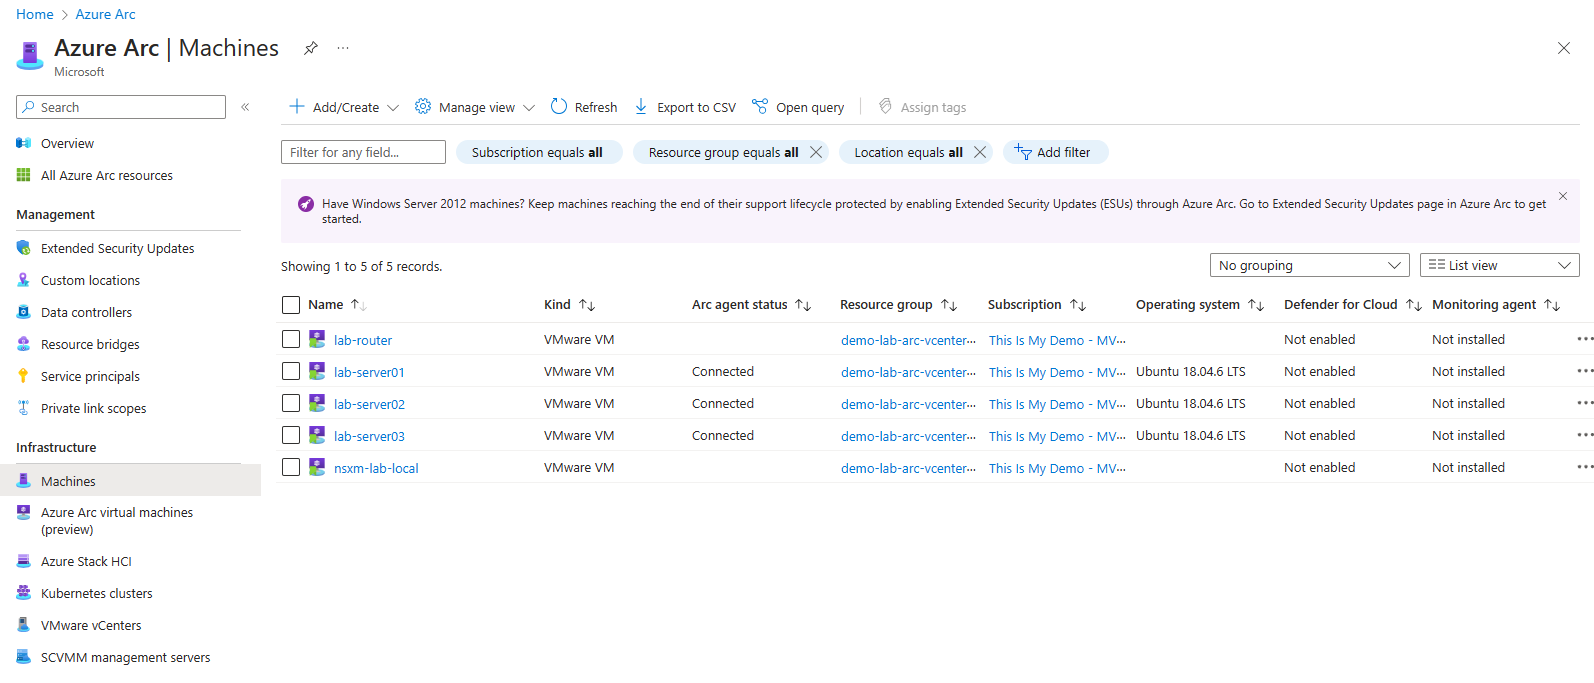 Home > Azure Arc
Azure Arc | Machines
Microsoft
Search
Overview
All Azure Arc resources
Management
Extended Security Updates
Custom locations
Data controllers
Resource bridges
Service principals
Private link scopes
Infrastructure
Machines
Azure Arc virtual machines
(preview)
Azure Stack HCI
Kubernetes clusters
VMware vCenters
SCVMM management servers
Add/Create Manage view Refresh Export to CSV Open query Assign tags
Filter for any field... Subscription equals all Resource group equals all Location equals all Add filter
Have Windows Server 2012 machines? Keep machines reaching the end of their support lifecycle protected by enabling Extended Security Updates (ESUs) through Azure Arc. Go to Extended Security Updates page in Azure Arc to get
started.
Showing 1 to 5 of 5 records. No grouping List view
Name Kind Arc agent status Resource group Subscription Operating system Defender for Cloud Monitoring agent
lab-router VMware VM demo-lab-arc-vcenter... This Is My Demo - MV... Not enabled Not installed
lab-server01 VMware VM Connected demo-lab-arc-vcenter... This Is My Demo - MV... Ubuntu 18.04.6 LTS Not enabled Not installed
lab-server02 VMware VM Connected demo-lab-arc-vcenter... This Is My Demo - MV... Ubuntu 18.04.6 LTS Not enabled Not installed
lab-server03 VMware VM Connected demo-lab-arc-vcenter... This Is My Demo - MV... Ubuntu 18.04.6 LTS Not enabled Not installed
nsxm-lab-local VMware VM demo-lab-arc-vcenter... This Is My Demo - MV... Not enabled Not installed